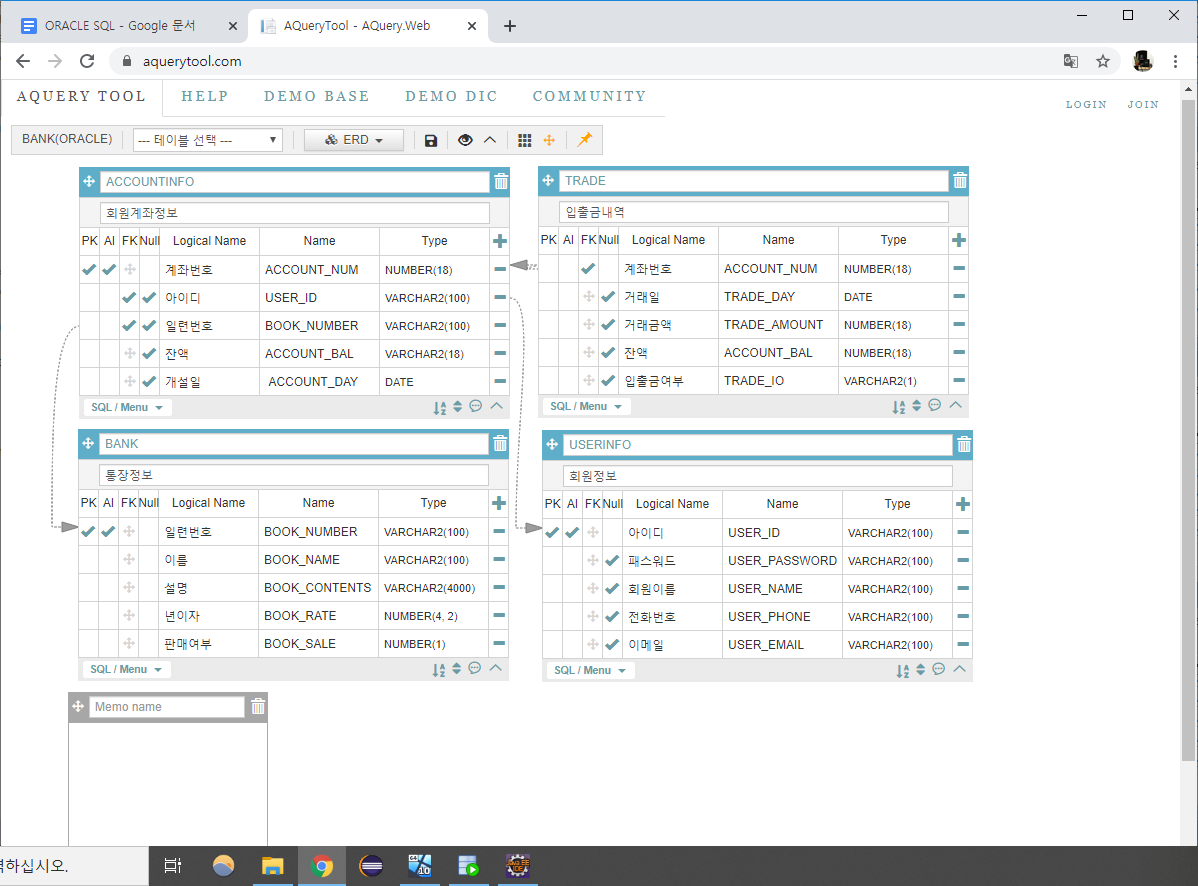 ORACLE SQL - Google 문서
AQueryTool - AQuery.Web
aquerytool.com
AQUERY TOOL HELP DEMO BASE DEMO DIC COMMUNITY
LOGIN JOIN
BANK(ORACLE) --- 테이블 선택 --- ERD
ACCOUNTINFO
회원계좌정보
PK AI FK Null Logical Name Name Type
계좌번호 ACCOUNT_NUM NUMBER(18)
아이디 USER_ID VARCHAR2(100)
일련번호 BOOK_NUMBER VARCHAR2(100)
잔액 ACCOUNT_BAL VARCHAR2(18)
개설일 ACCOUNT_DAY DATE
SQL / Menu
TRADE
입출금내역
PK AI FK Null Logical Name Name Type
계좌번호 ACCOUNT_NUM NUMBER(18)
거래일 TRADE_DAY DATE
거래금액 TRADE_AMOUNT NUMBER(18)
잔액 ACCOUNT_BAL NUMBER(18)
입출금여부 TRADE_IO VARCHAR2(1)
SQL / Menu
BANK
통장정보
PK AI FK Null Logical Name Name Type
일련번호 BOOK_NUMBER VARCHAR2(100)
이름 BOOK_NAME VARCHAR2(100)
설명 BOOK_CONTENTS VARCHAR2(4000)
년이자 BOOK_RATE NUMBER(4, 2)
판매여부 BOOK_SALE NUMBER(1)
SQL / Menu
USERINFO
회원정보
PK AI FK Null Logical Name Name Type
아이디 USER_ID VARCHAR2(100)
패스워드 USER_PASSWORD VARCHAR2(100)
회원이름 USER_NAME VARCHAR2(100)
전화번호 USER_PHONE VARCHAR2(100)
이메일 USER_EMAIL VARCHAR2(100)
SQL / Menu
Memo name
하십시오.